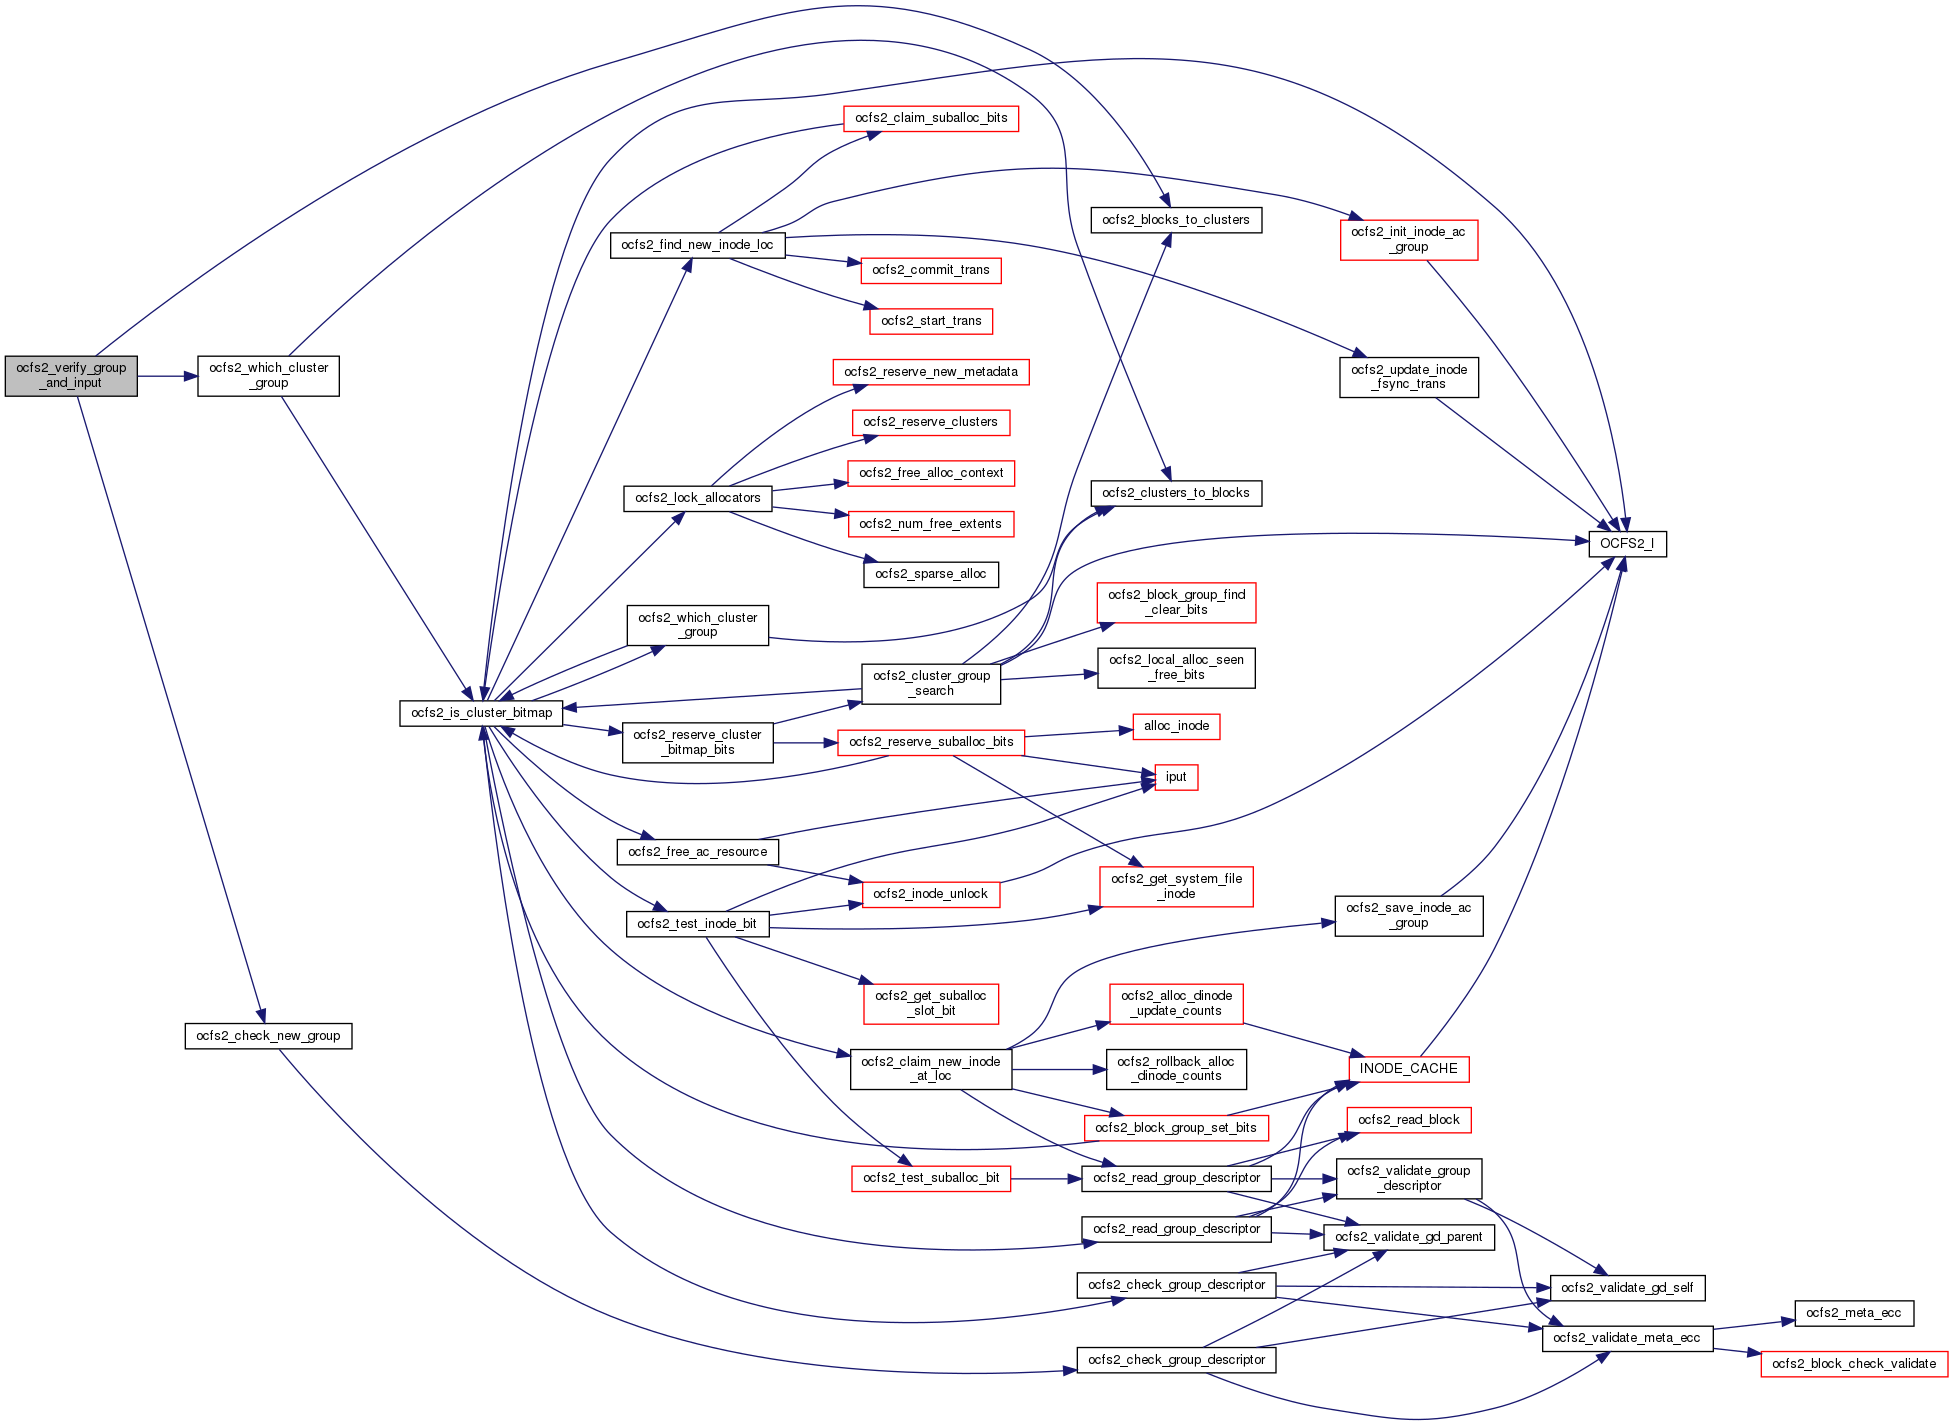 ocfs2_verify_group
_and_input
ocfs2_which_cluster
_group
ocfs2_check_new_group
ocfs2_is_cluster_bitmap
ocfs2_find_new_inode_loc
ocfs2_lock_allocators
ocfs2_which_cluster
_group
ocfs2_reserve_cluster
_bitmap_bits
ocfs2_free_ac_resource
ocfs2_test_inode_bit
ocfs2_claim_suballoc_bits
ocfs2_commit_trans
ocfs2_start_trans
ocfs2_reserve_new_metadata
ocfs2_reserve_clusters
ocfs2_free_alloc_context
ocfs2_num_free_extents
ocfs2_sparse_alloc
ocfs2_cluster_group
_search
ocfs2_reserve_suballoc_bits
ocfs2_inode_unlock
ocfs2_get_suballoc
_slot_bit
ocfs2_claim_new_inode
_at_loc
ocfs2_test_suballoc_bit
ocfs2_blocks_to_clusters
ocfs2_clusters_to_blocks
ocfs2_block_group_find
_clear_bits
ocfs2_local_alloc_seen
_free_bits
alloc_inode
iput
ocfs2_get_system_file
_inode
ocfs2_alloc_dinode
_update_counts
ocfs2_rollback_alloc
_dinode_counts
ocfs2_block_group_set_bits
ocfs2_read_group_descriptor
ocfs2_read_group_descriptor
ocfs2_check_group_descriptor
ocfs2_check_group_descriptor
ocfs2_init_inode_ac
_group
ocfs2_update_inode
_fsync_trans
ocfs2_save_inode_ac
_group
INODE_CACHE
ocfs2_read_block
ocfs2_validate_group
_descriptor
ocfs2_validate_gd_parent
OCFS2_I
ocfs2_validate_gd_self
ocfs2_validate_meta_ecc
ocfs2_meta_ecc
ocfs2_block_check_validate